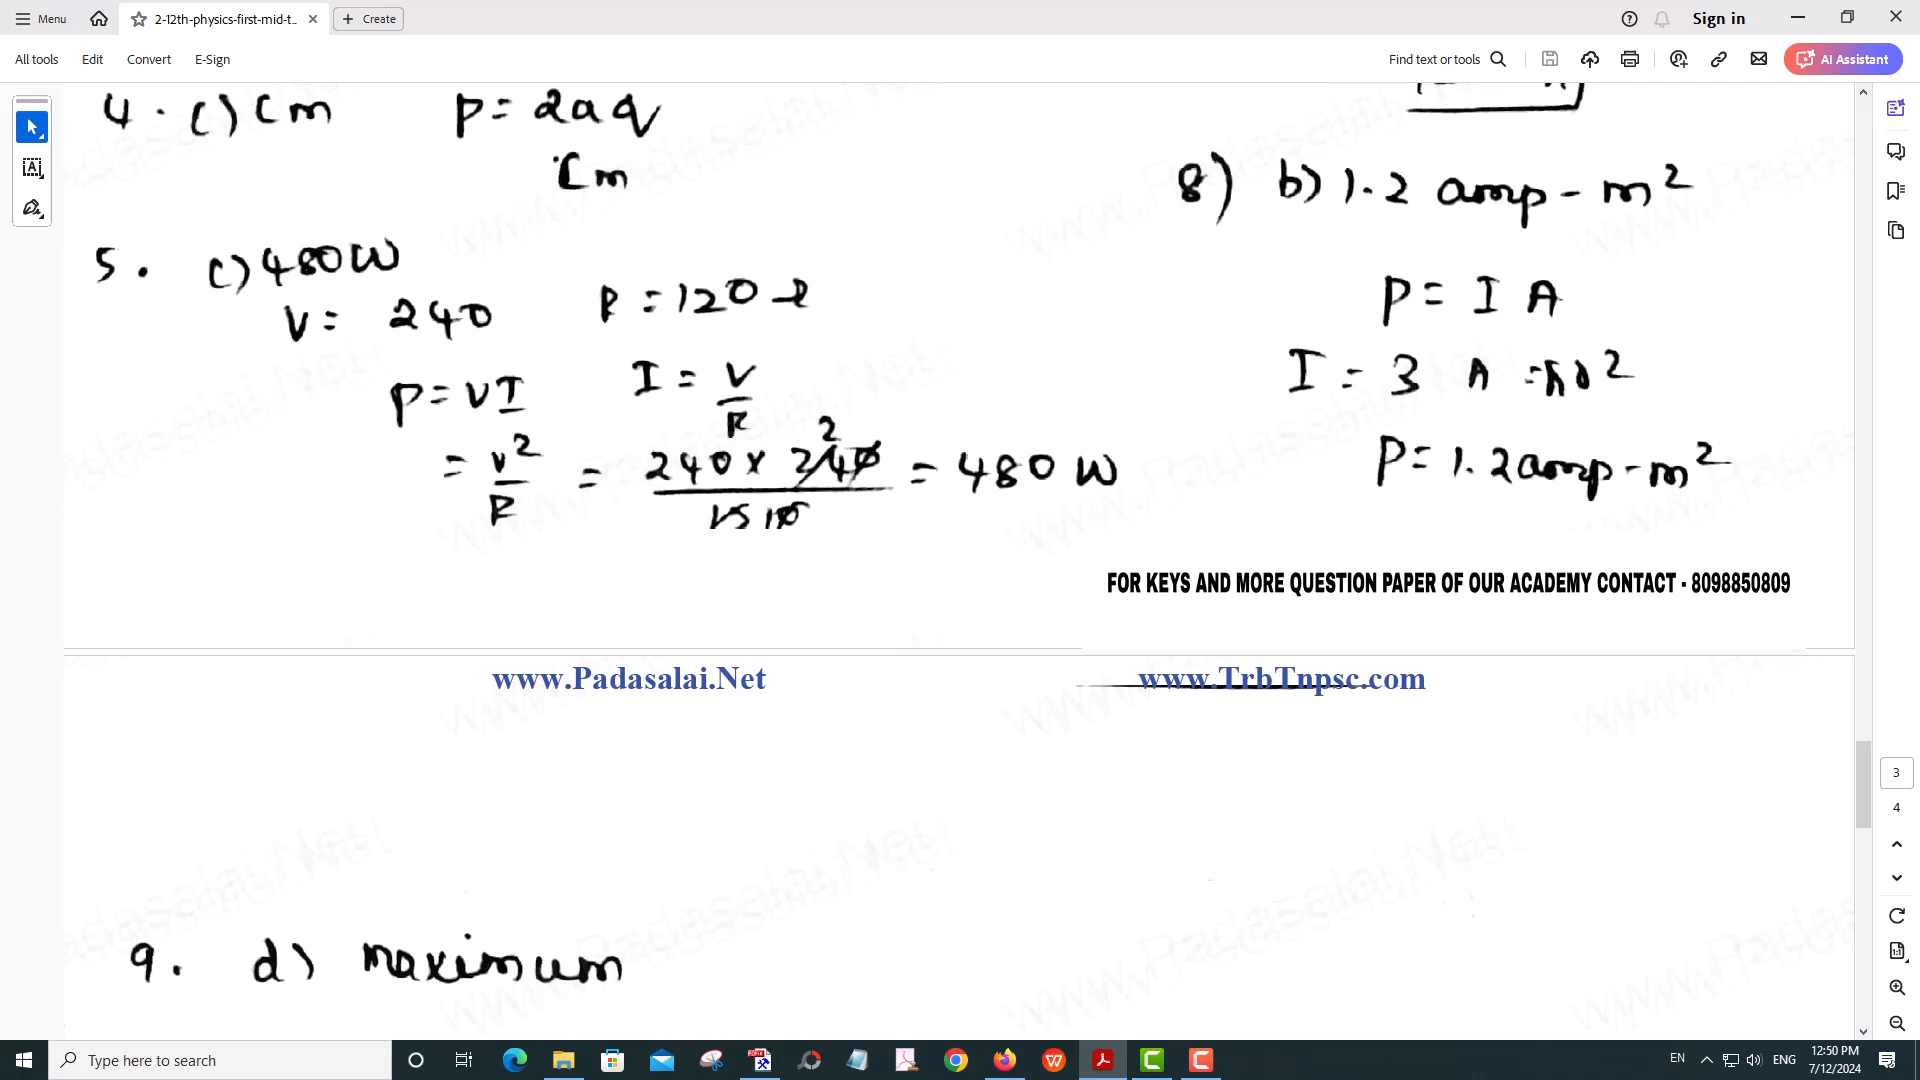 Menu
2-12th-physics-first-mid-t...
Create
Sign in
All tools Edit Convert E-Sign
Find text or tools
AI Assistant
4. c) Cm P = 2aq
Cm
5. c) 480W
V = 240 R = 120 Ω
P = VI I = V/R
= V²/R = 240 × 240 / = 480 W
8) b) 1.2 amp - m²
P = I A
I = 3 A =
P = 1.2 amp - m²
FOR KEYS AND MORE QUESTION PAPER OF OUR ACADEMY CONTACT - 8098850809
www.Padasalai.Net www.TrbTnpsc.com
9. d) maximum
3
4
Type here to search
EN
ENG
12:50 PM
7/12/2024